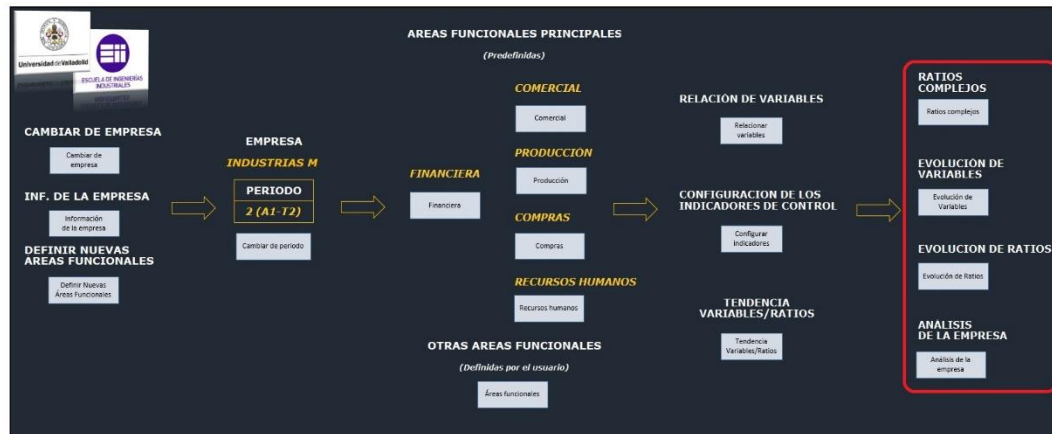 Universidad de Valladolid
ESCUELA DE INGENIERÍAS
INDUSTRIALES
CAMBIAR DE EMPRESA
Cambiar de
empresa
INF. DE LA EMPRESA
Información
de la empresa
DEFINIR NUEVAS
AREAS FUNCIONALES
Definir Nuevas
Áreas Funcionales
EMPRESA
INDUSTRIAS M
PERIODO
2 (A1-T2)
Cambiar de periodo
AREAS FUNCIONALES PRINCIPALES
(Predefinidas)
FINANCIERA
Financiera
COMERCIAL
Comercial
PRODUCCIÓN
Producción
COMPRAS
Compras
RECURSOS HUMANOS
Recursos humanos
OTRAS AREAS FUNCIONALES
(Definidas por el usuario)
Áreas funcionales
RELACIÓN DE VARIABLES
Relacionar
variables
CONFIGURACION DE LOS
INDICADORES DE CONTROL
Configurar
indicadores
TENDENCIA
VARIABLES/RATIOS
Tendencia
Variables/Ratios
RATIOS
COMPLEJOS
Ratios complejos
EVOLUCIÓN DE
VARIABLES
Evolución de
Variables
EVOLUCION DE RATIOS
Evolución de Ratios
ANÁLISIS
DE LA EMPRESA
Análisis de la
empresa